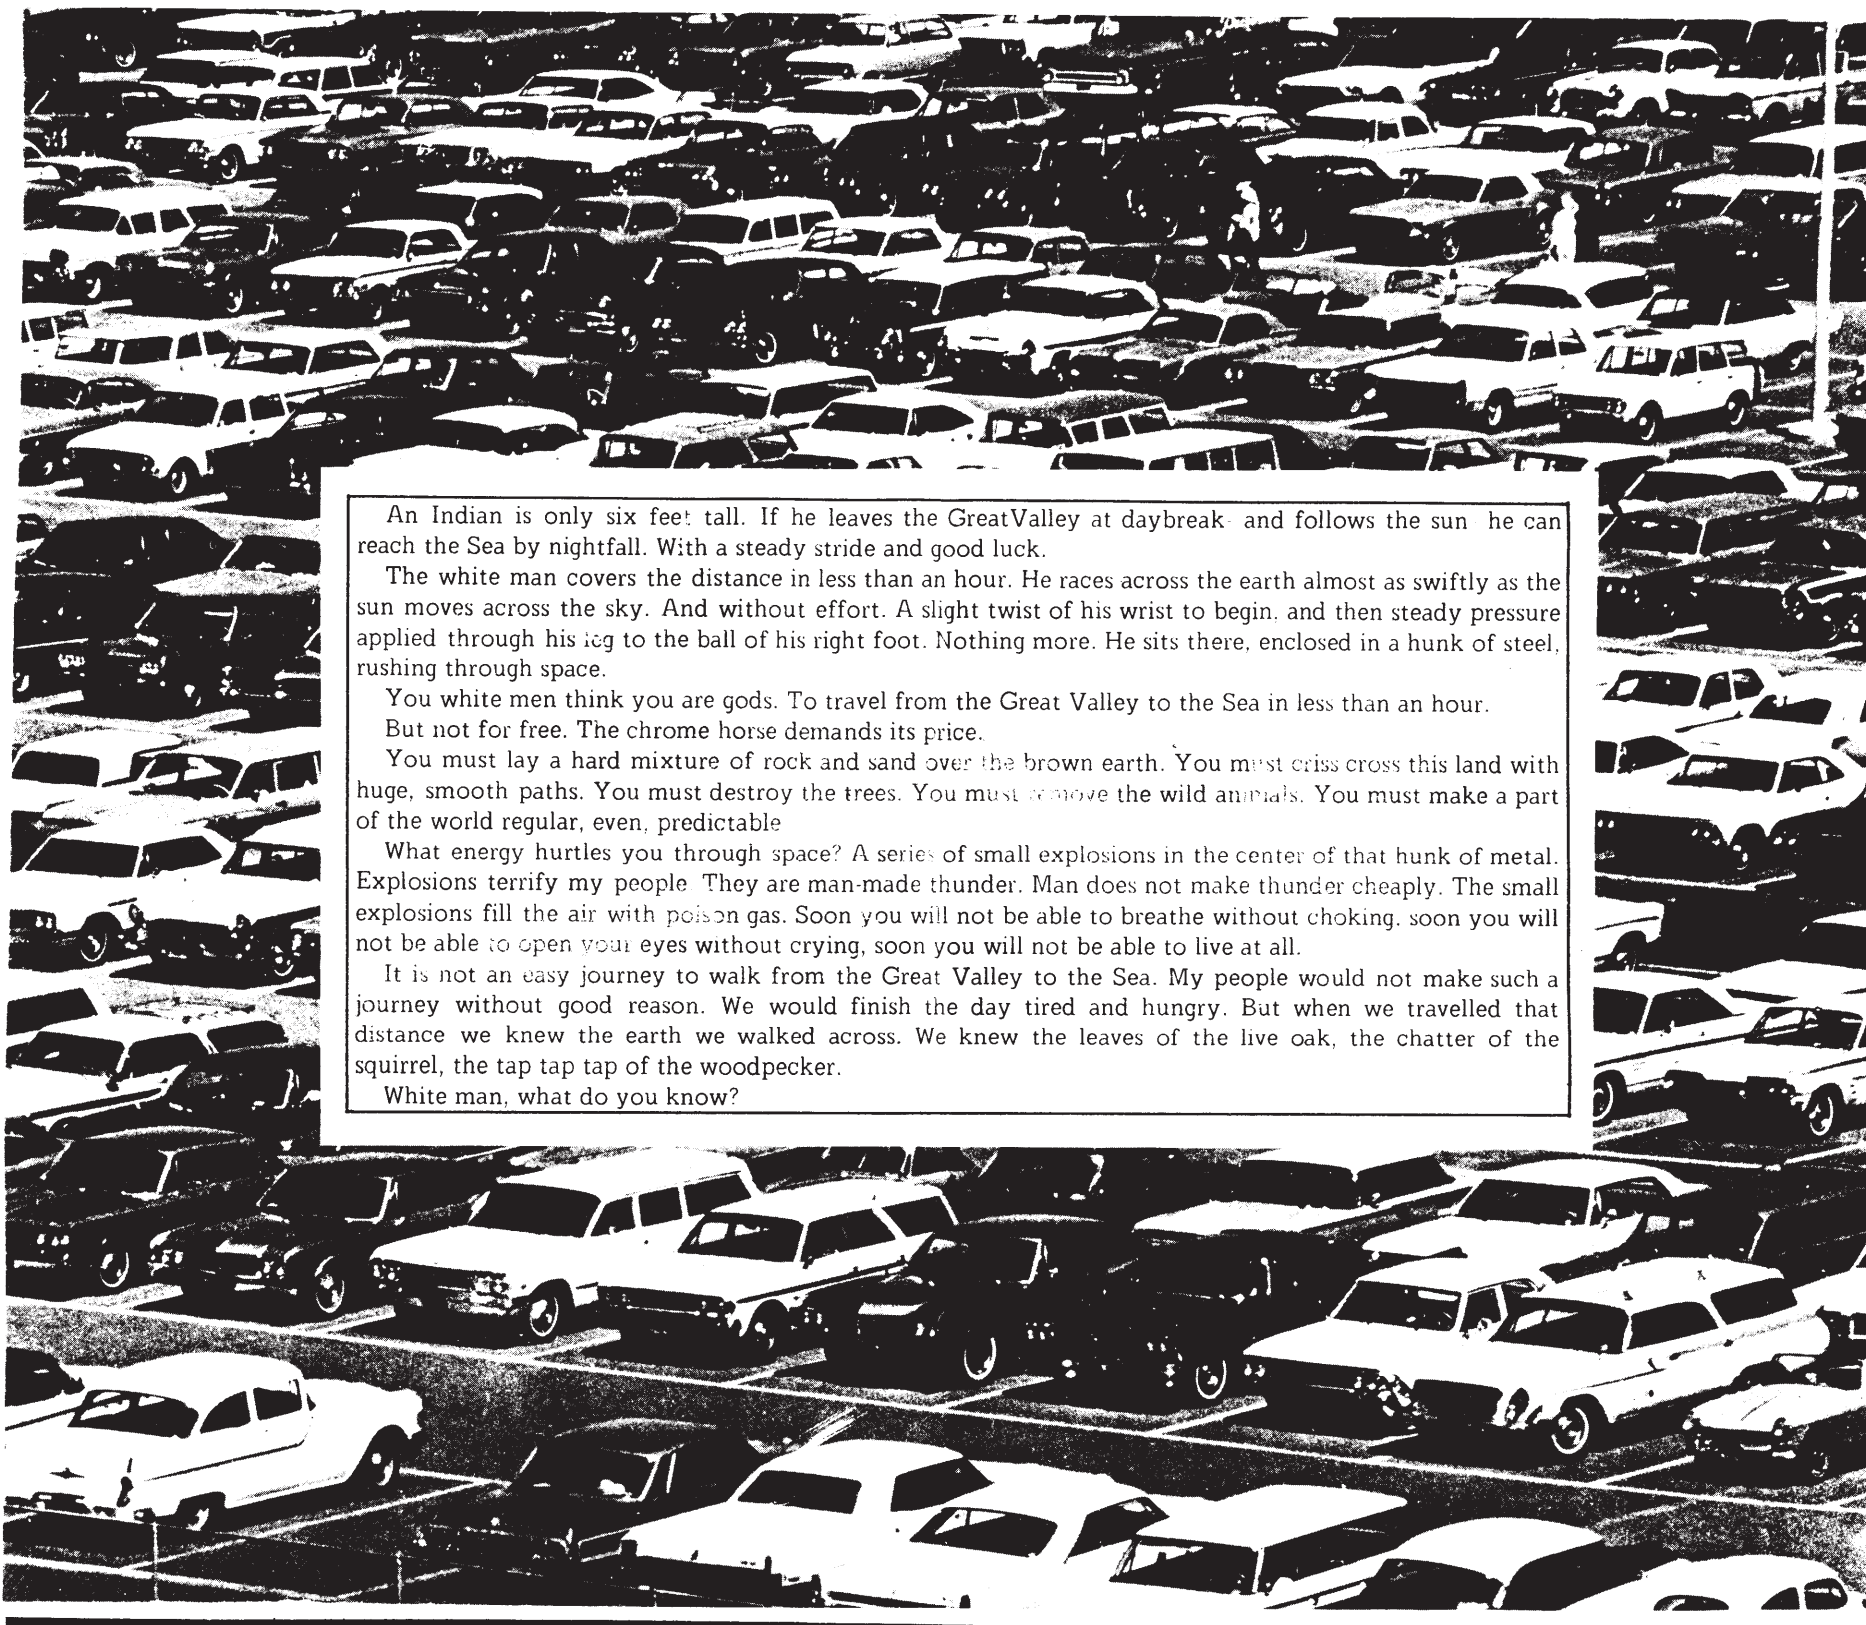 An Indian is only six feet tall. If he leaves the GreatValley at daybreak and follows the sun he can
reach the Sea by nightfall. With a steady stride and good luck.
The white man covers the distance in less than an hour. He races across the earth almost as swiftly as the
sun moves across the sky. And without effort. A slight twist of his wrist to begin, and then steady pressure
applied through his leg to the ball of his right foot. Nothing more. He sits there, enclosed in a hunk of steel,
rushing through space.
You white men think you are gods. To travel from the Great Valley to the Sea in less than an hour.
But not for free. The chrome horse demands its price.
You must lay a hard mixture of rock and sand over the brown earth. You must criss cross this land with
huge, smooth paths. You must destroy the trees. You must remove the wild animals. You must make a part
of the world regular, even, predictable
What energy hurtles you through space? A series of small explosions in the center of that hunk of metal.
Explosions terrify my people They are man-made thunder. Man does not make thunder cheaply. The small
explosions fill the air with poison gas. Soon you will not be able to breathe without choking, soon you will
not be able to open your eyes without crying, soon you will not be able to live at all.
It is not an easy journey to walk from the Great Valley to the Sea. My people would not make such a
journey without good reason. We would finish the day tired and hungry. But when we travelled that
distance we knew the earth we walked across. We knew the leaves of the live oak, the chatter of the
squirrel, the tap tap tap of the woodpecker.
White man, what do you know?